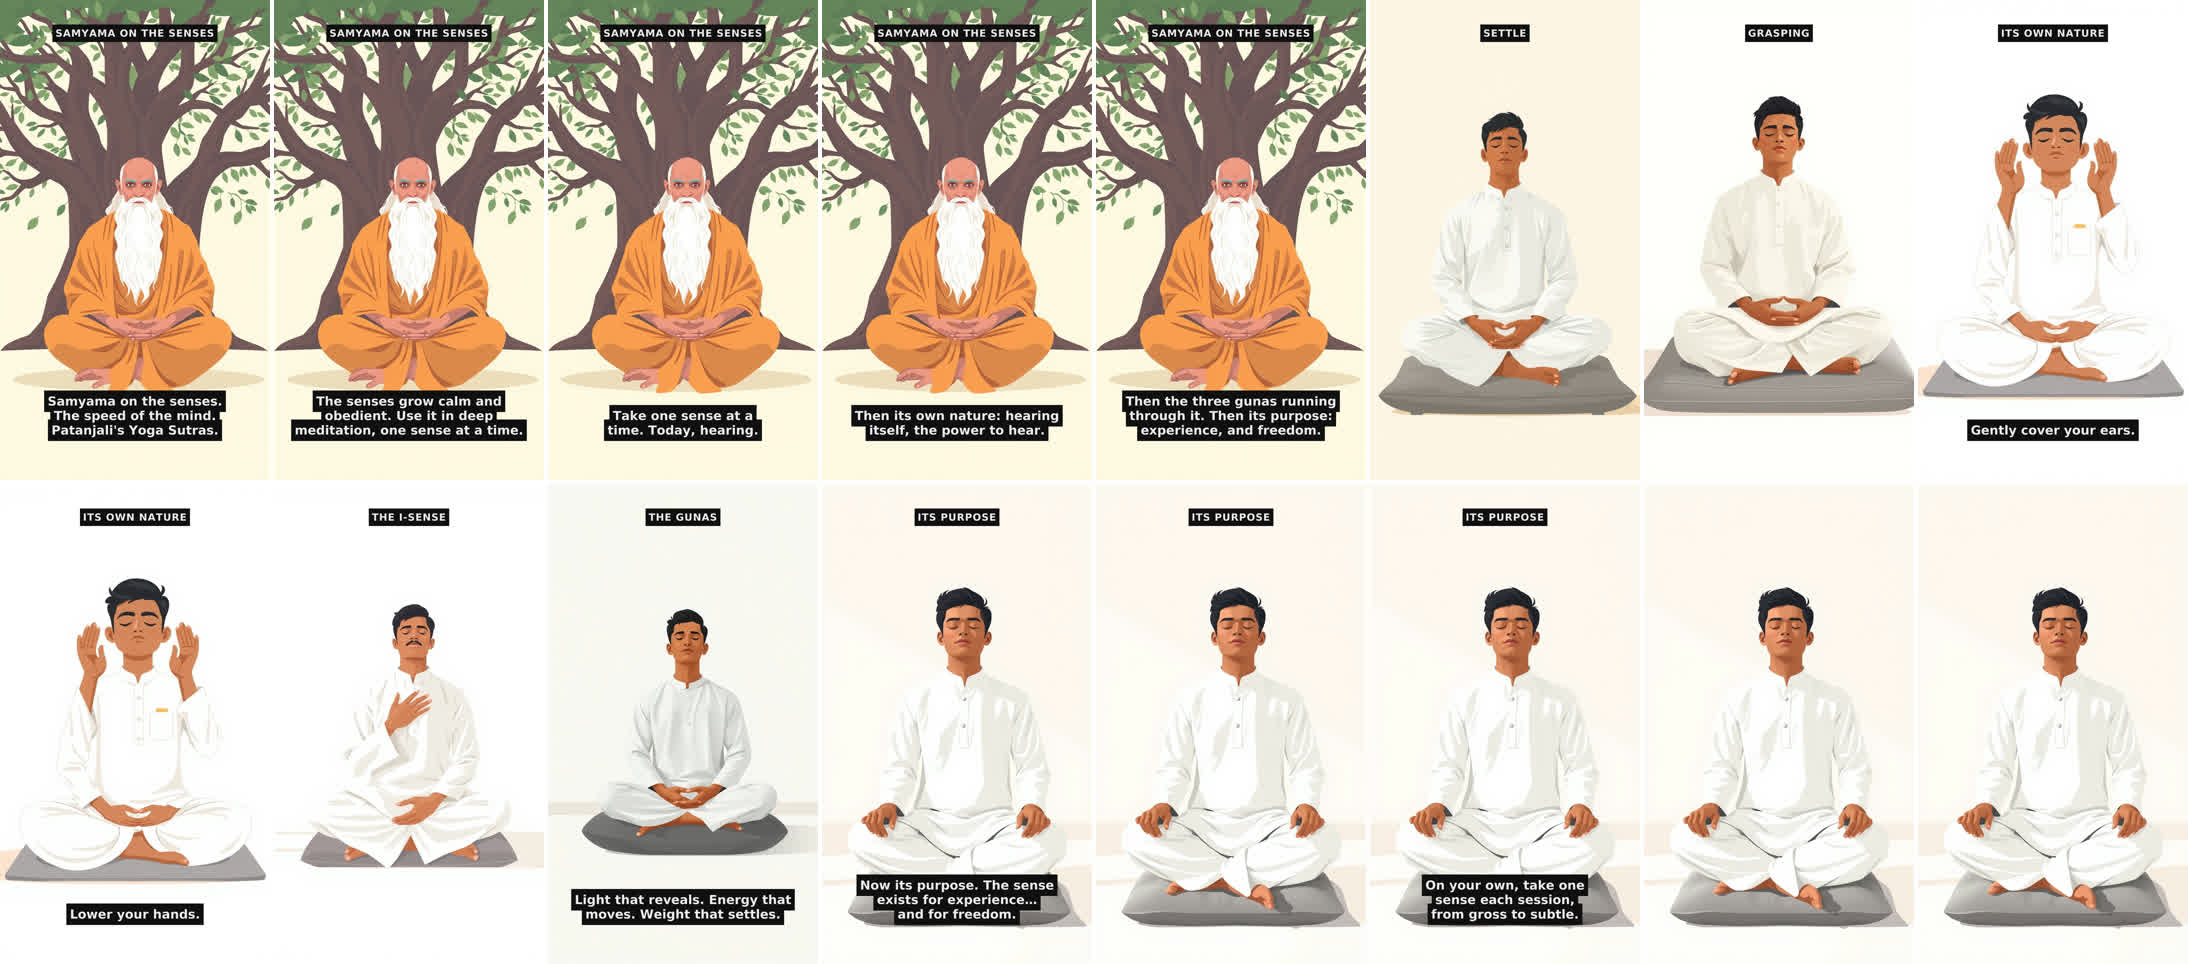 SAMYAMA ON THE SENSES
Samyama on the senses.
The speed of the mind.
Patanjali's Yoga Sutras.
SAMYAMA ON THE SENSES
The senses grow calm and
obedient. Use it in deep
meditation, one sense at a time.
SAMYAMA ON THE SENSES
Take one sense at a
time. Today, hearing.
SAMYAMA ON THE SENSES
Then its own nature: hearing
itself, the power to hear.
SAMYAMA ON THE SENSES
Then the three gunas running
through it. Then its purpose:
experience, and freedom.
SETTLE
GRASPING
ITS OWN NATURE
Gently cover your ears.
ITS OWN NATURE
Lower your hands.
THE I-SENSE
THE GUNAS
Light that reveals. Energy that
moves. Weight that settles.
ITS PURPOSE
Now its purpose. The sense
exists for experience...
and for freedom.
ITS PURPOSE
ITS PURPOSE
On your own, take one
sense each session,
from gross to subtle.